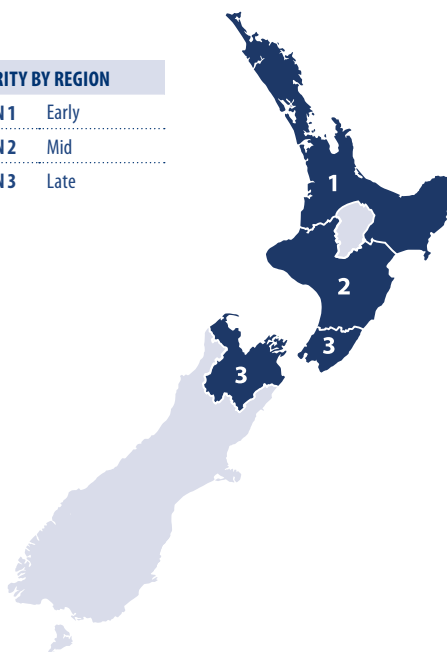 RITY BY REGION
N 1 Early
N 2 Mid
N 3 Late
1
2
3
3